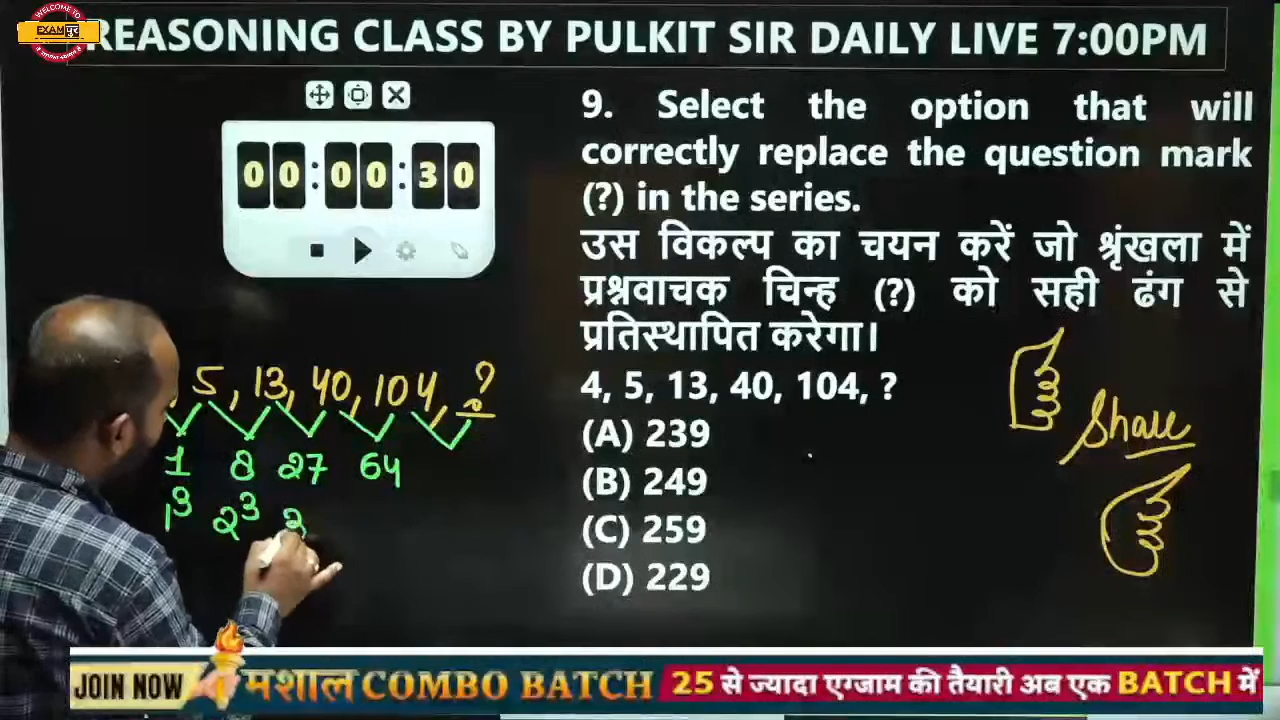 WELCOME TO
EXAM पुर
REASONING CLASS BY PULKIT SIR DAILY LIVE 7:00PM
00:00:30
9. Select the option that will
correctly replace the question mark
(?) in the series.
उस विकल्प का चयन करें जो श्रृंखला में
प्रश्नवाचक चिन्ह (?) को सही ढंग से
प्रतिस्थापित करेगा।
4, 5, 13, 40, 104, ?
(A) 239
(B) 249
(C) 259
(D) 229
, 5, 13, 40, 104, ?
1 8 27 64
1³ 2³
Share
JOIN NOW मशाल COMBO BATCH 25 से ज्यादा एग्जाम की तैयारी अब एक BATCH में